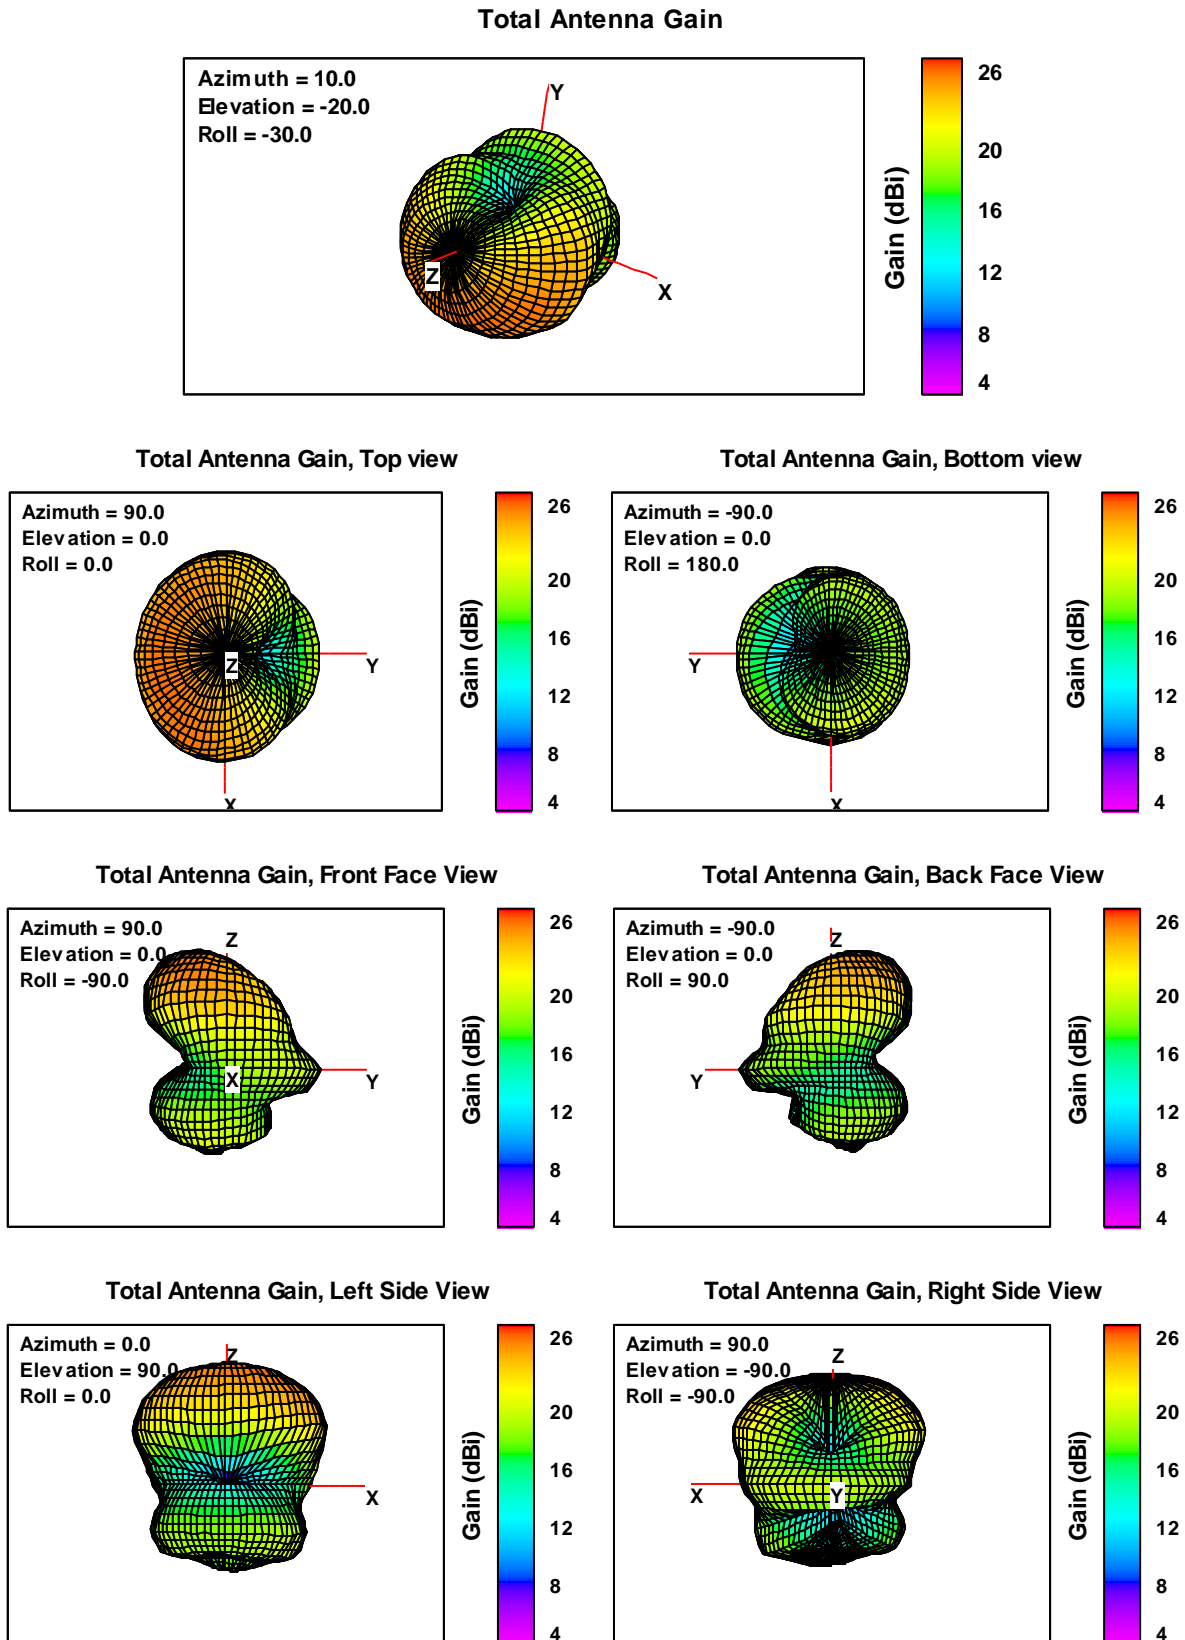 Total Antenna Gain
Azimuth = 10.0
Elevation = -20.0
Roll = -30.0
Y
Z
X
26
20
16
12
8
4
Gain (dBi)
Total Antenna Gain, Top view
Azimuth = 90.0
Elevation = 0.0
Roll = 0.0
Z
Y
X
26
20
16
12
8
4
Gain (dBi)
Total Antenna Gain, Bottom view
Azimuth = -90.0
Elevation = 0.0
Roll = 180.0
Y
X
26
20
16
12
8
4
Gain (dBi)
Total Antenna Gain, Front Face View
Azimuth = 90.0
Elevation = 0.0
Roll = -90.0
Z
X
Y
26
20
16
12
8
4
Gain (dBi)
Total Antenna Gain, Back Face View
Azimuth = -90.0
Elevation = 0.0
Roll = 90.0
Z
Y
26
20
16
12
8
4
Gain (dBi)
Total Antenna Gain, Left Side View
Azimuth = 0.0
Elevation = 90.0
Roll = 0.0
Z
X
26
20
16
12
8
4
Gain (dBi)
Total Antenna Gain, Right Side View
Azimuth = 90.0
Elevation = -90.0
Roll = -90.0
Z
X
Y
26
20
16
12
8
4
Gain (dBi)